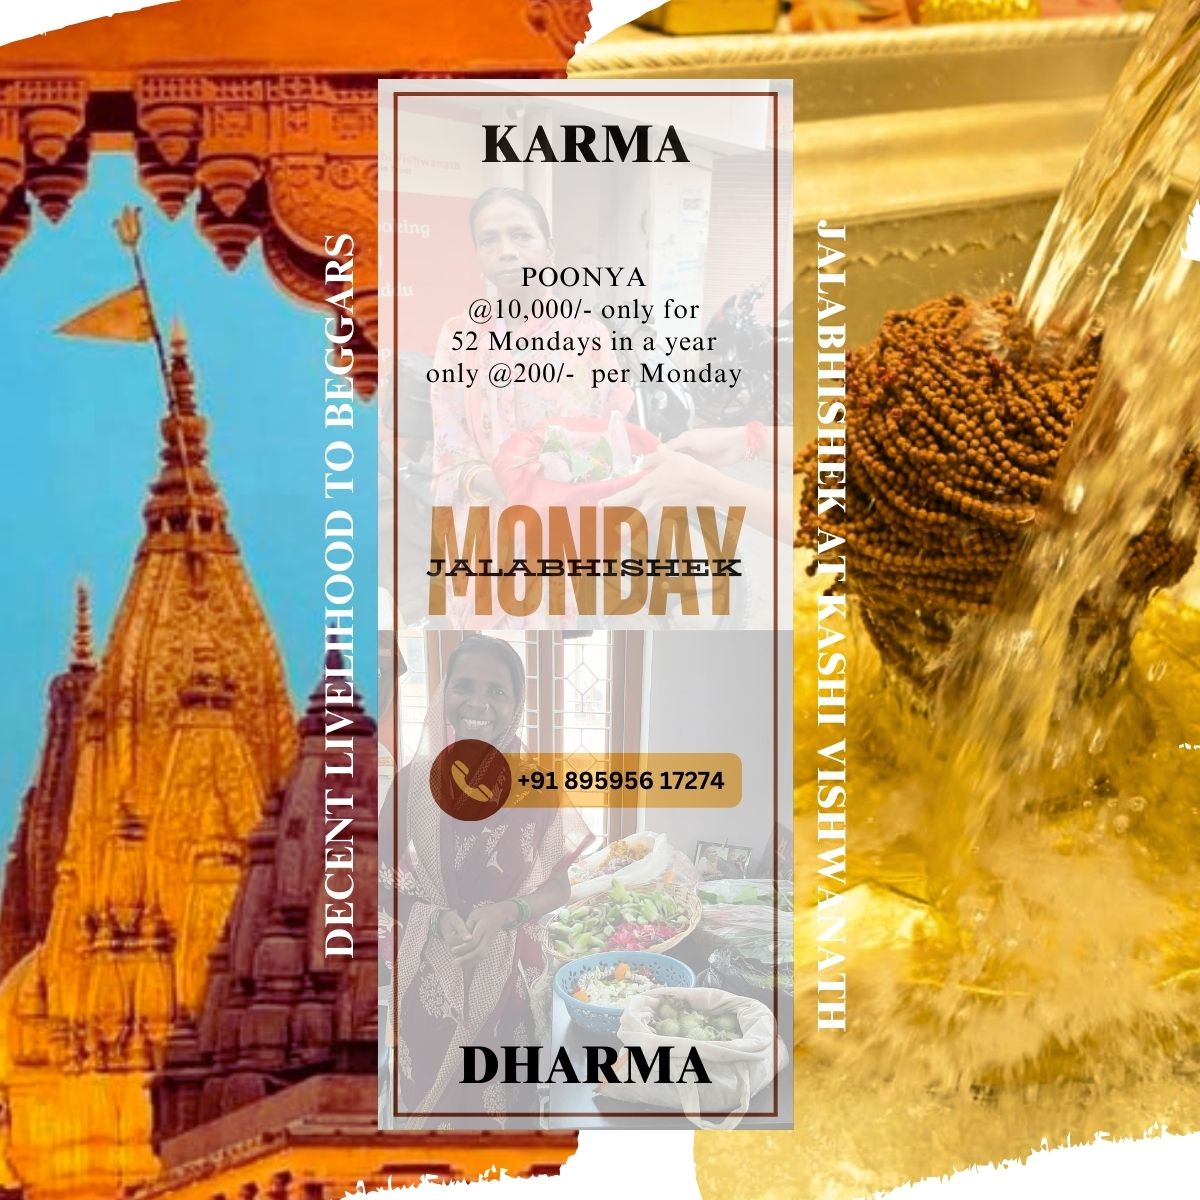 KARMA
POONYA
@10,000/- only for
52 Mondays in a year
only @200/- per Monday
MONDAY
JALABHISHEK
+91 895956 17274
DHARMA
DECENT LIVELIHOOD TO BEGGARS
JALABHISHEK AT KASHI VISHWANATH
Vishwanath